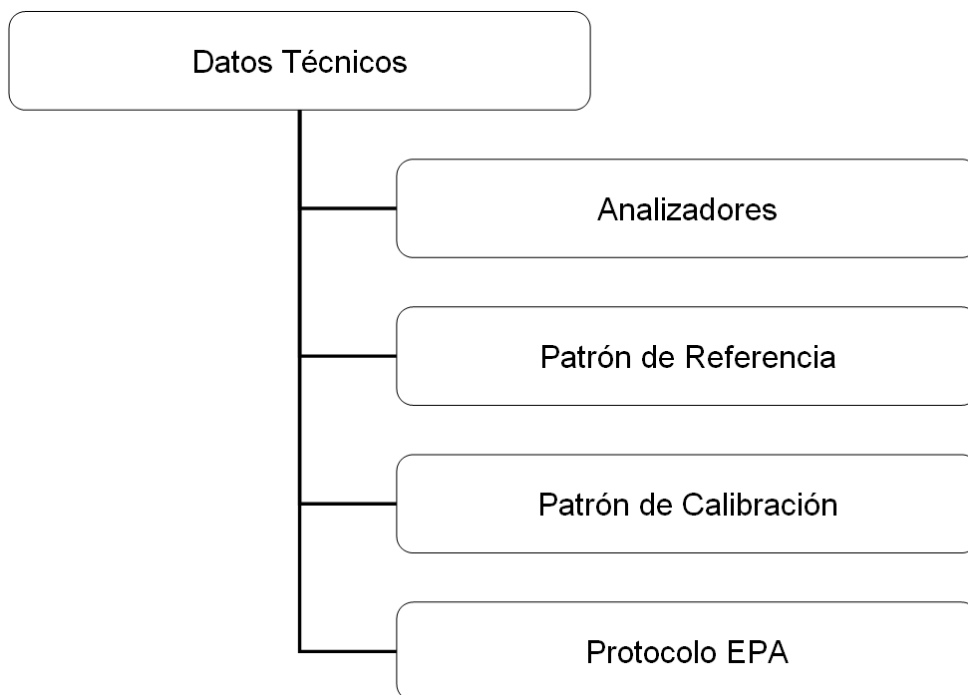 Datos Técnicos
Analizadores
Patrón de Referencia
Patrón de Calibración
Protocolo EPA